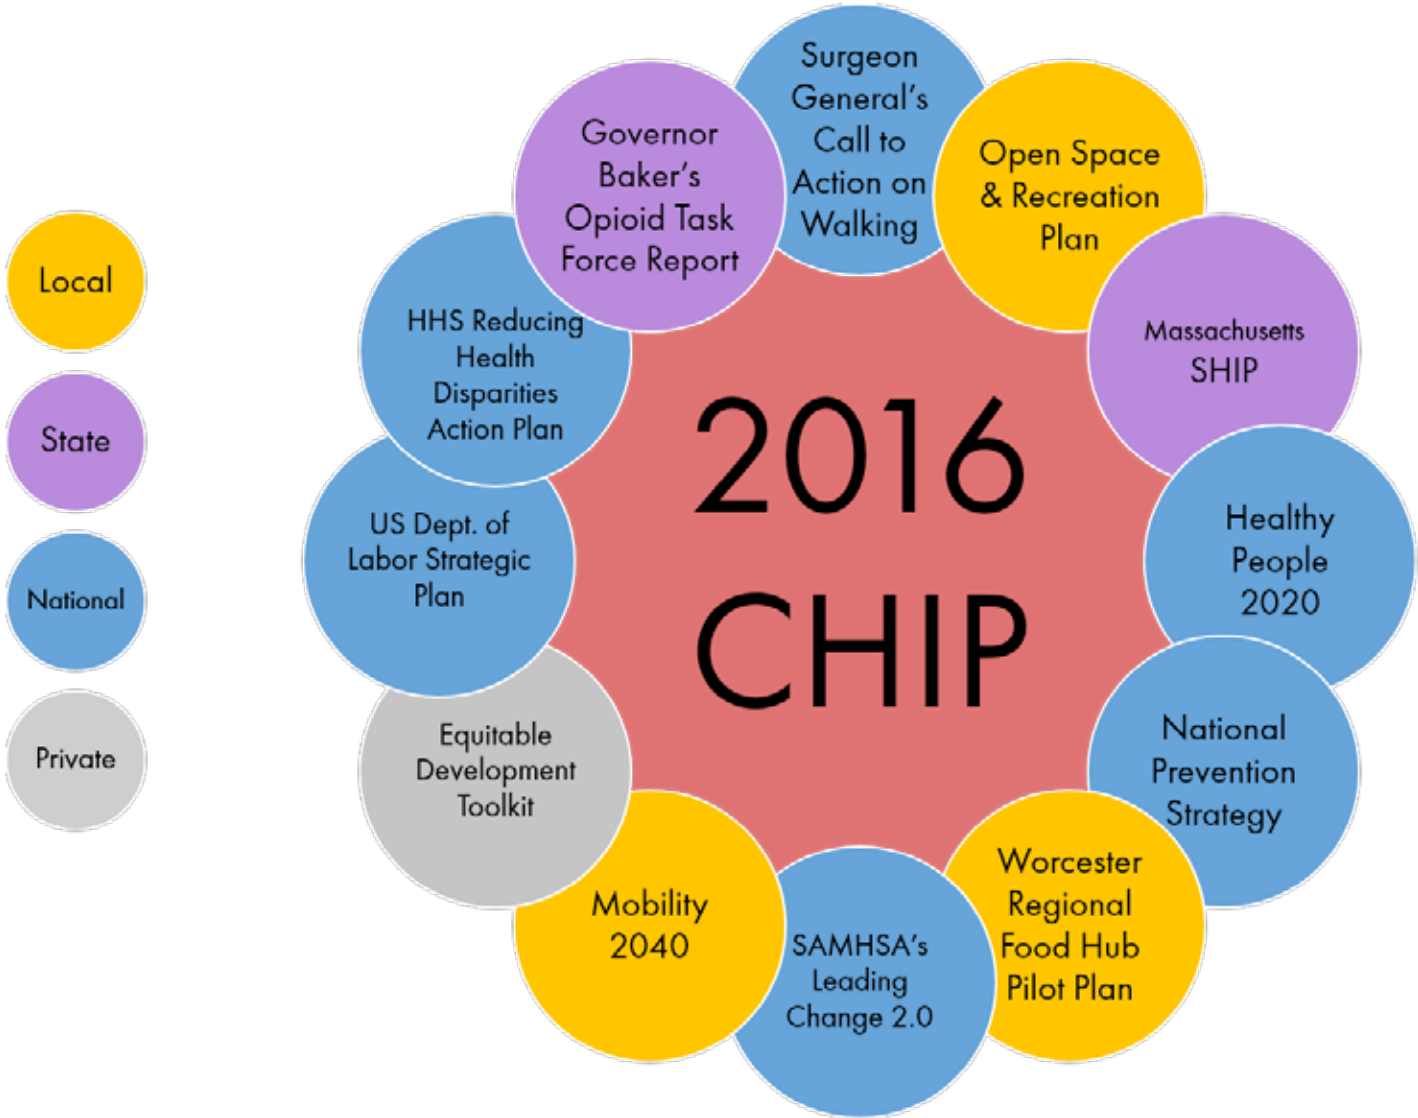 Local
State
National
Private
Surgeon
General's
Call to
Action on
Walking
Open Space
& Recreation
Plan
Massachusetts
SHIP
Healthy
People
2020
National
Prevention
Strategy
Worcester
Regional
Food Hub
Pilot Plan
SAMHSA's
Leading
Change 2.0
Mobility
2040
Equitable
Development
Toolkit
US Dept. of
Labor Strategic
Plan
HHS Reducing
Health
Disparities
Action Plan
Governor
Baker's
Opioid Task
Force Report
2016
CHIP